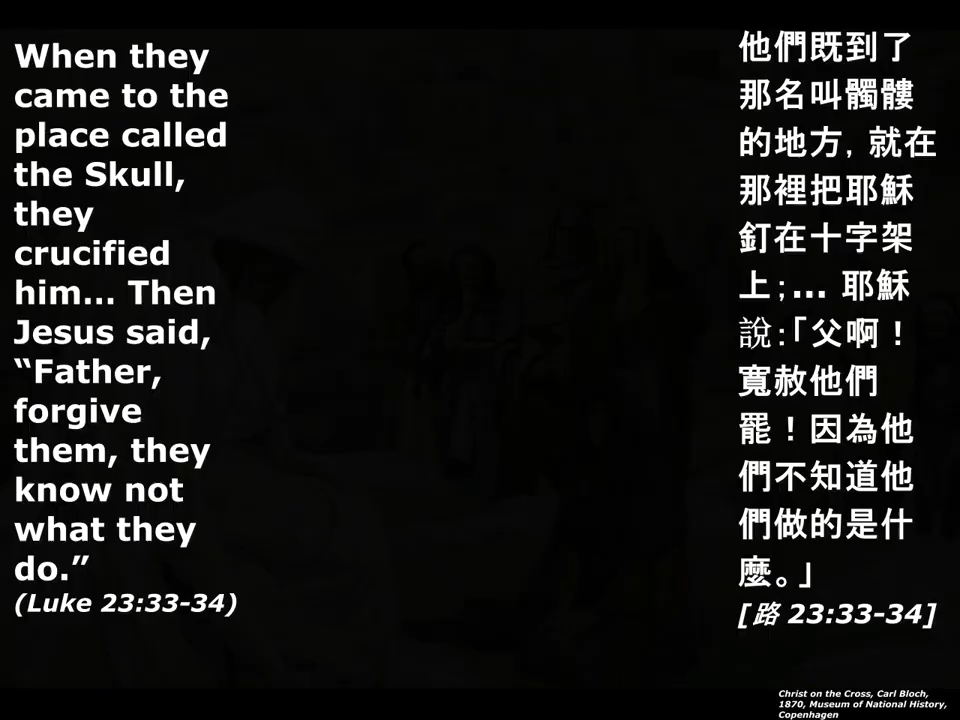 When they
came to the
place called
the Skull,
they
crucified
him... Then
Jesus said,
“Father,
forgive
them, they
know not
what they
do.”
(Luke 23:33-34)
他們既到了
那名叫髑髏
的地方，就在
那裡把耶穌
釘在十字架
上；... 耶穌
說：「父啊！
寬赦他們
罷！因為他
們不知道他
們做的是什
麼。」
[路 23:33-34]
Christ on the Cross, Carl Bloch,
1870, Museum of National History,
Copenhagen